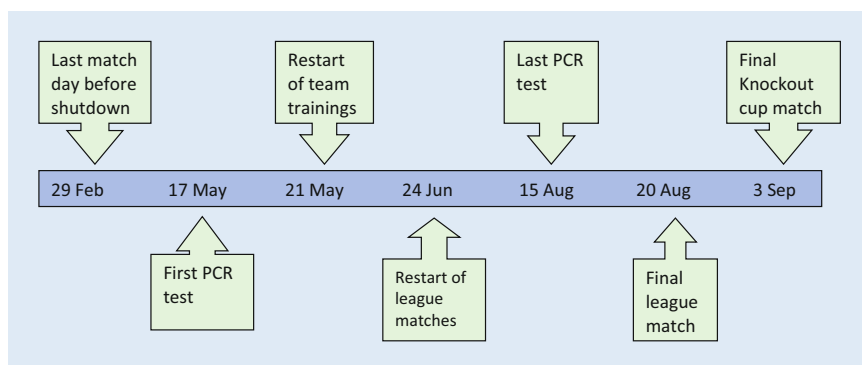 Last match
day before
shutdown
Restart
of team
trainings
Last PCR
test
Final
Knockout
cup match
29 Feb 17 May 21 May 24 Jun 15 Aug 20 Aug 3 Sep
First PCR
test
Restart of
league
matches
Final
league
match